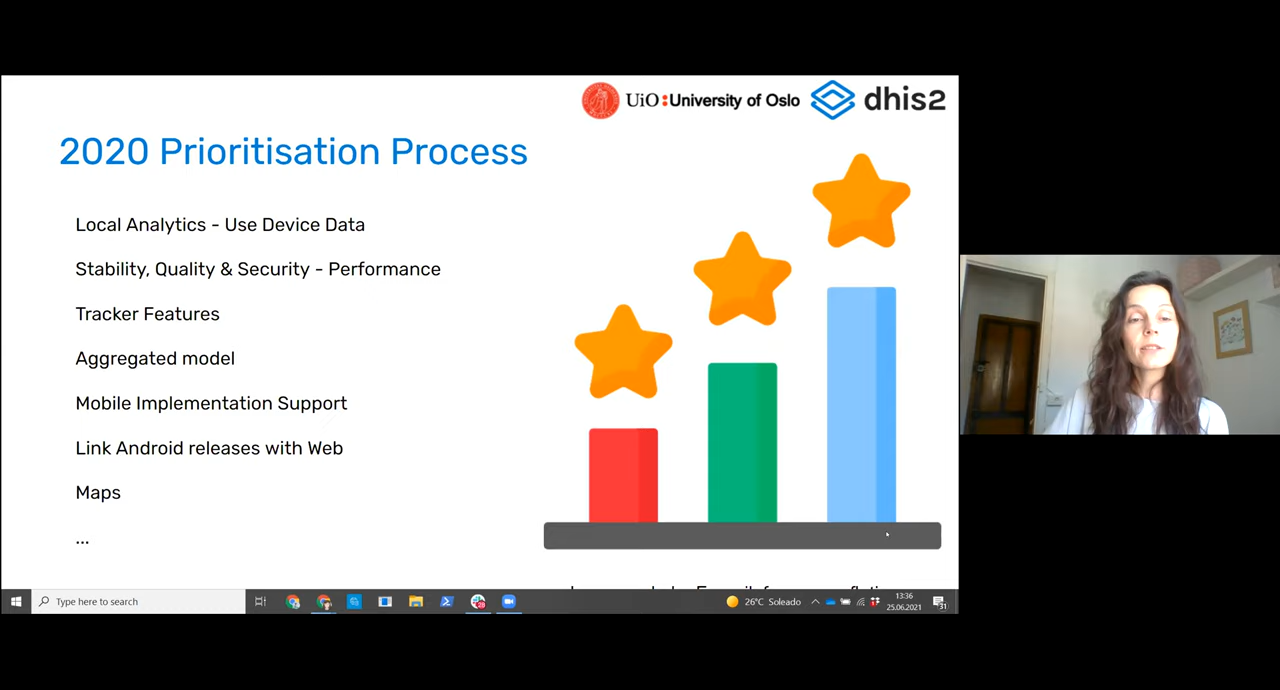 UiO:University of Oslo
dhis2
2020 Prioritisation Process
Local Analytics - Use Device Data
Stability, Quality & Security - Performance
Tracker Features
Aggregated model
Mobile Implementation Support
Link Android releases with Web
Maps
...
Type here to search
28
26°C Soleado
13:36
25.06.2021
31